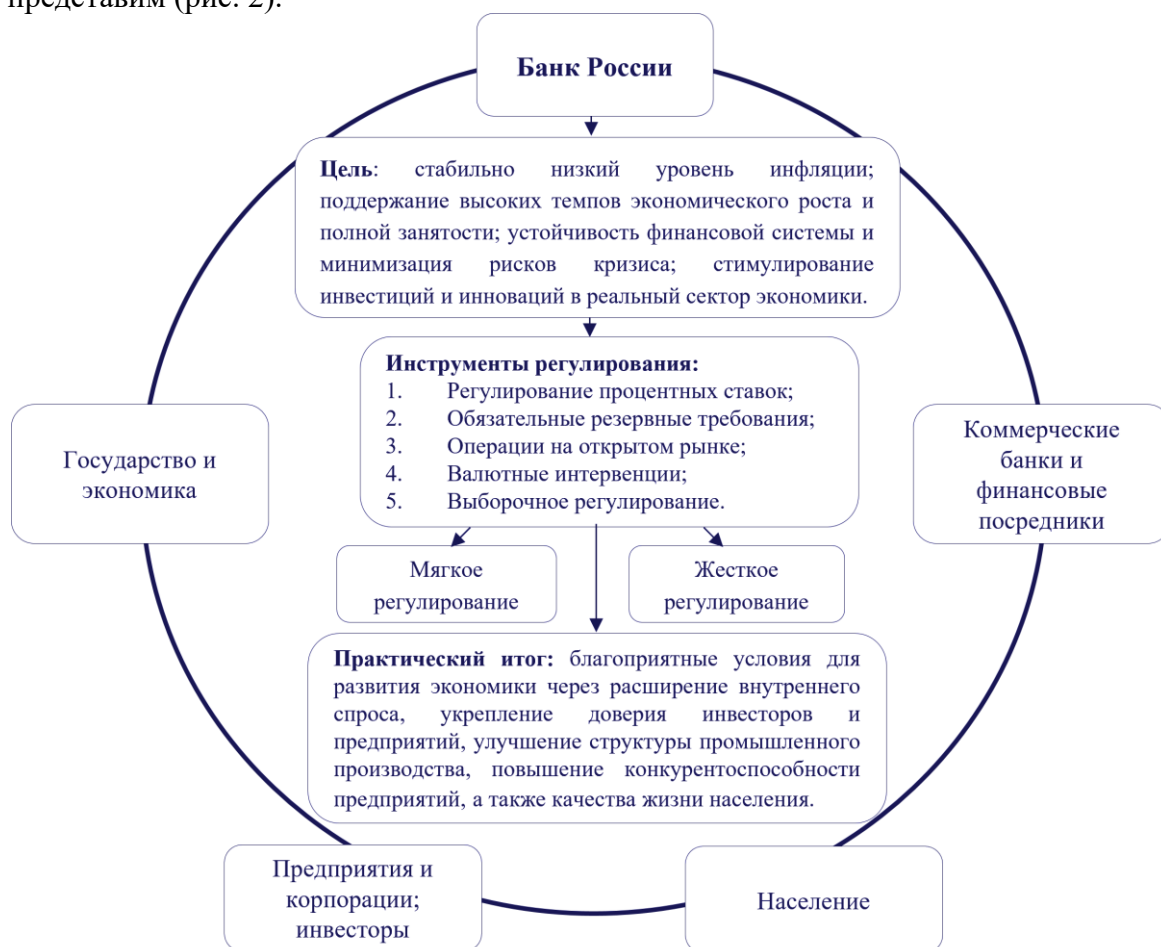 представим (рис. 2).
Банк России
Цель: стабильно низкий уровень инфляции;
поддержание высоких темпов экономического роста и
полной занятости; устойчивость финансовой системы и
минимизация рисков кризиса; стимулирование
инвестиций и инноваций в реальный сектор экономики.
Инструменты регулирования:
1. Регулирование процентных ставок;
2. Обязательные резервные требования;
3. Операции на открытом рынке;
4. Валютные интервенции;
5. Выборочное регулирование.
Государство и
экономика
Коммерческие
банки и
финансовые
посредники
Мягкое
регулирование
Жесткое
регулирование
Практический итог: благоприятные условия для
развития экономики через расширение внутреннего
спроса, укрепление доверия инвесторов и
предприятий, улучшение структуры промышленного
производства, повышение конкурентоспособности
предприятий, а также качества жизни населения.
Предприятия и
корпорации;
инвесторы
Население